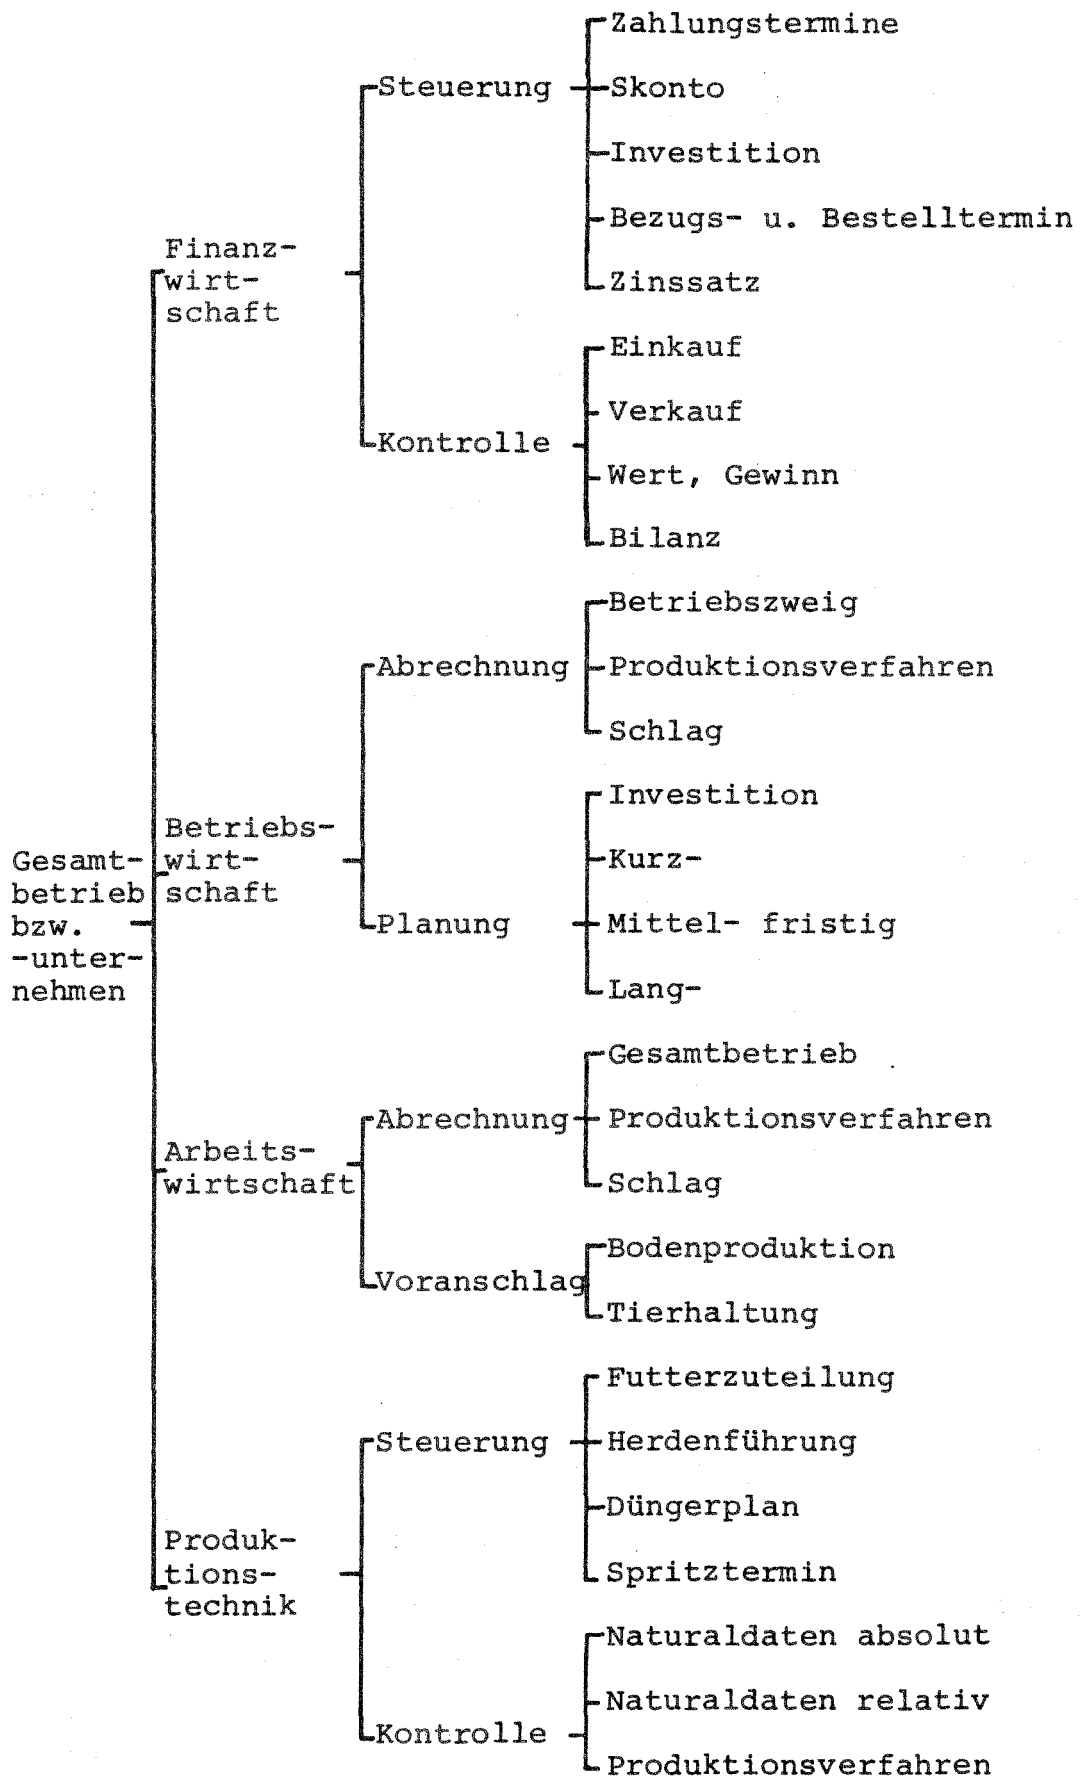 Zahlungstermine
Steuerung
Skonto
Investition
Bezugs- u. Bestelltermin
Finanz-
wirt-
schaft
Zinssatz
Einkauf
Verkauf
Kontrolle
Wert, Gewinn
Bilanz
Betriebszweig
Abrechnung
Produktionsverfahren
Schlag
Investition
Betriebs-
wirt-
schaft
Kurz-
Gesamt-
betrieb
bzw.
-unter-
nehmen
Planung
Mittel- fristig
Lang-
Gesamtbetrieb
Abrechnung
Produktionsverfahren
Arbeits-
wirtschaft
Schlag
Bodenproduktion
Voranschlag
Tierhaltung
Futterzuteilung
Steuerung
Herdenführung
Düngerplan
Produk-
tions-
technik
Spritztermin
Naturaldaten absolut
Naturaldaten relativ
Kontrolle
Produktionsverfahren